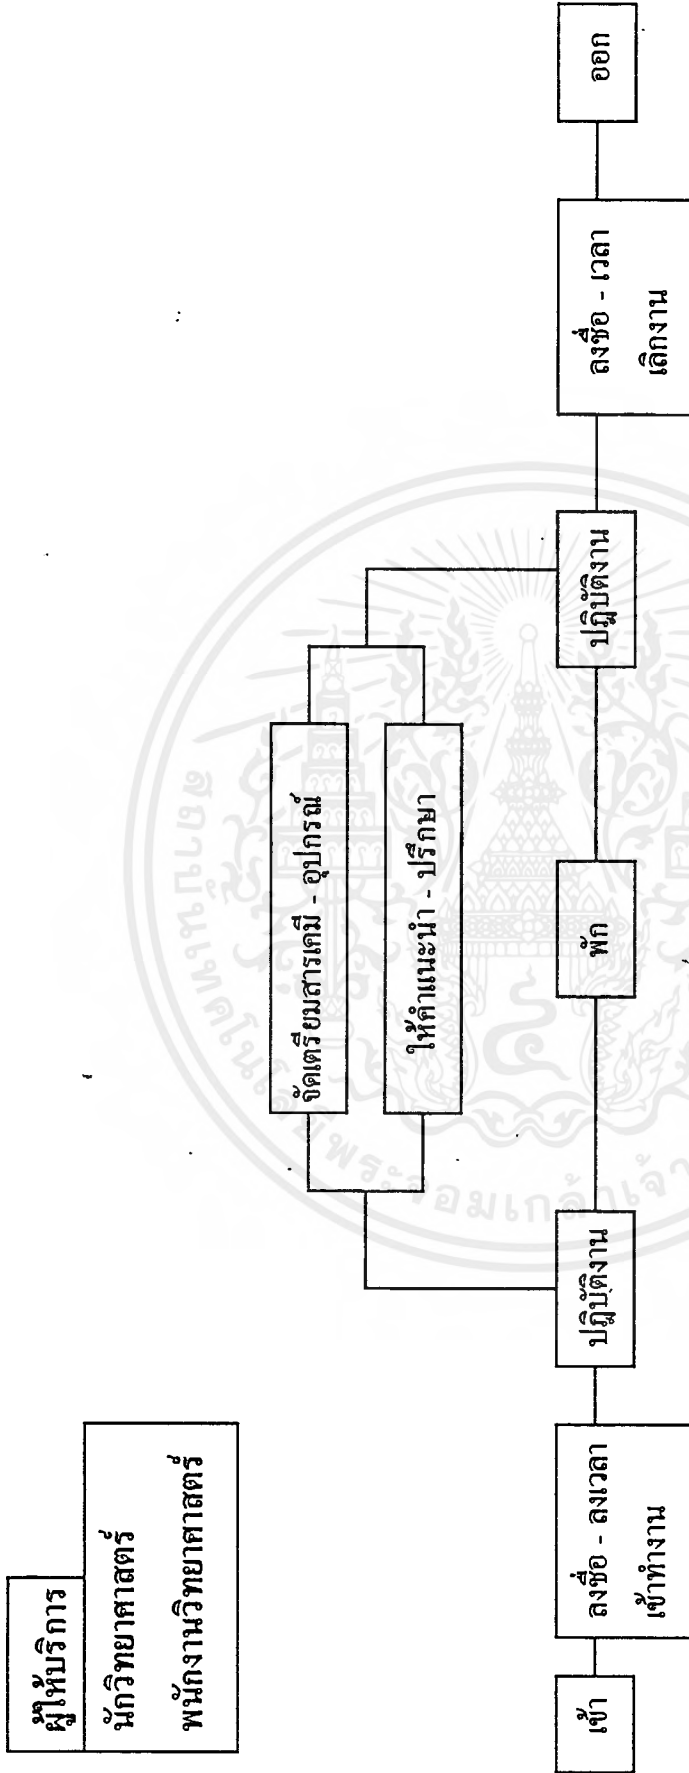 ผู้ให้บริการ
นักวิทยาศาสตร์
พนักงานวิทยาศาสตร์
จัดเตรียมสารเคมี - อุปกรณ์
ให้คำแนะนำ - ปรึกษา
เข้า
ลงชื่อ - ลงเวลา
เข้าทำงาน
ปฏิบัติงาน
พัก
ปฏิบัติงาน
ลงชื่อ - เวลา
เลิกงาน
ออก